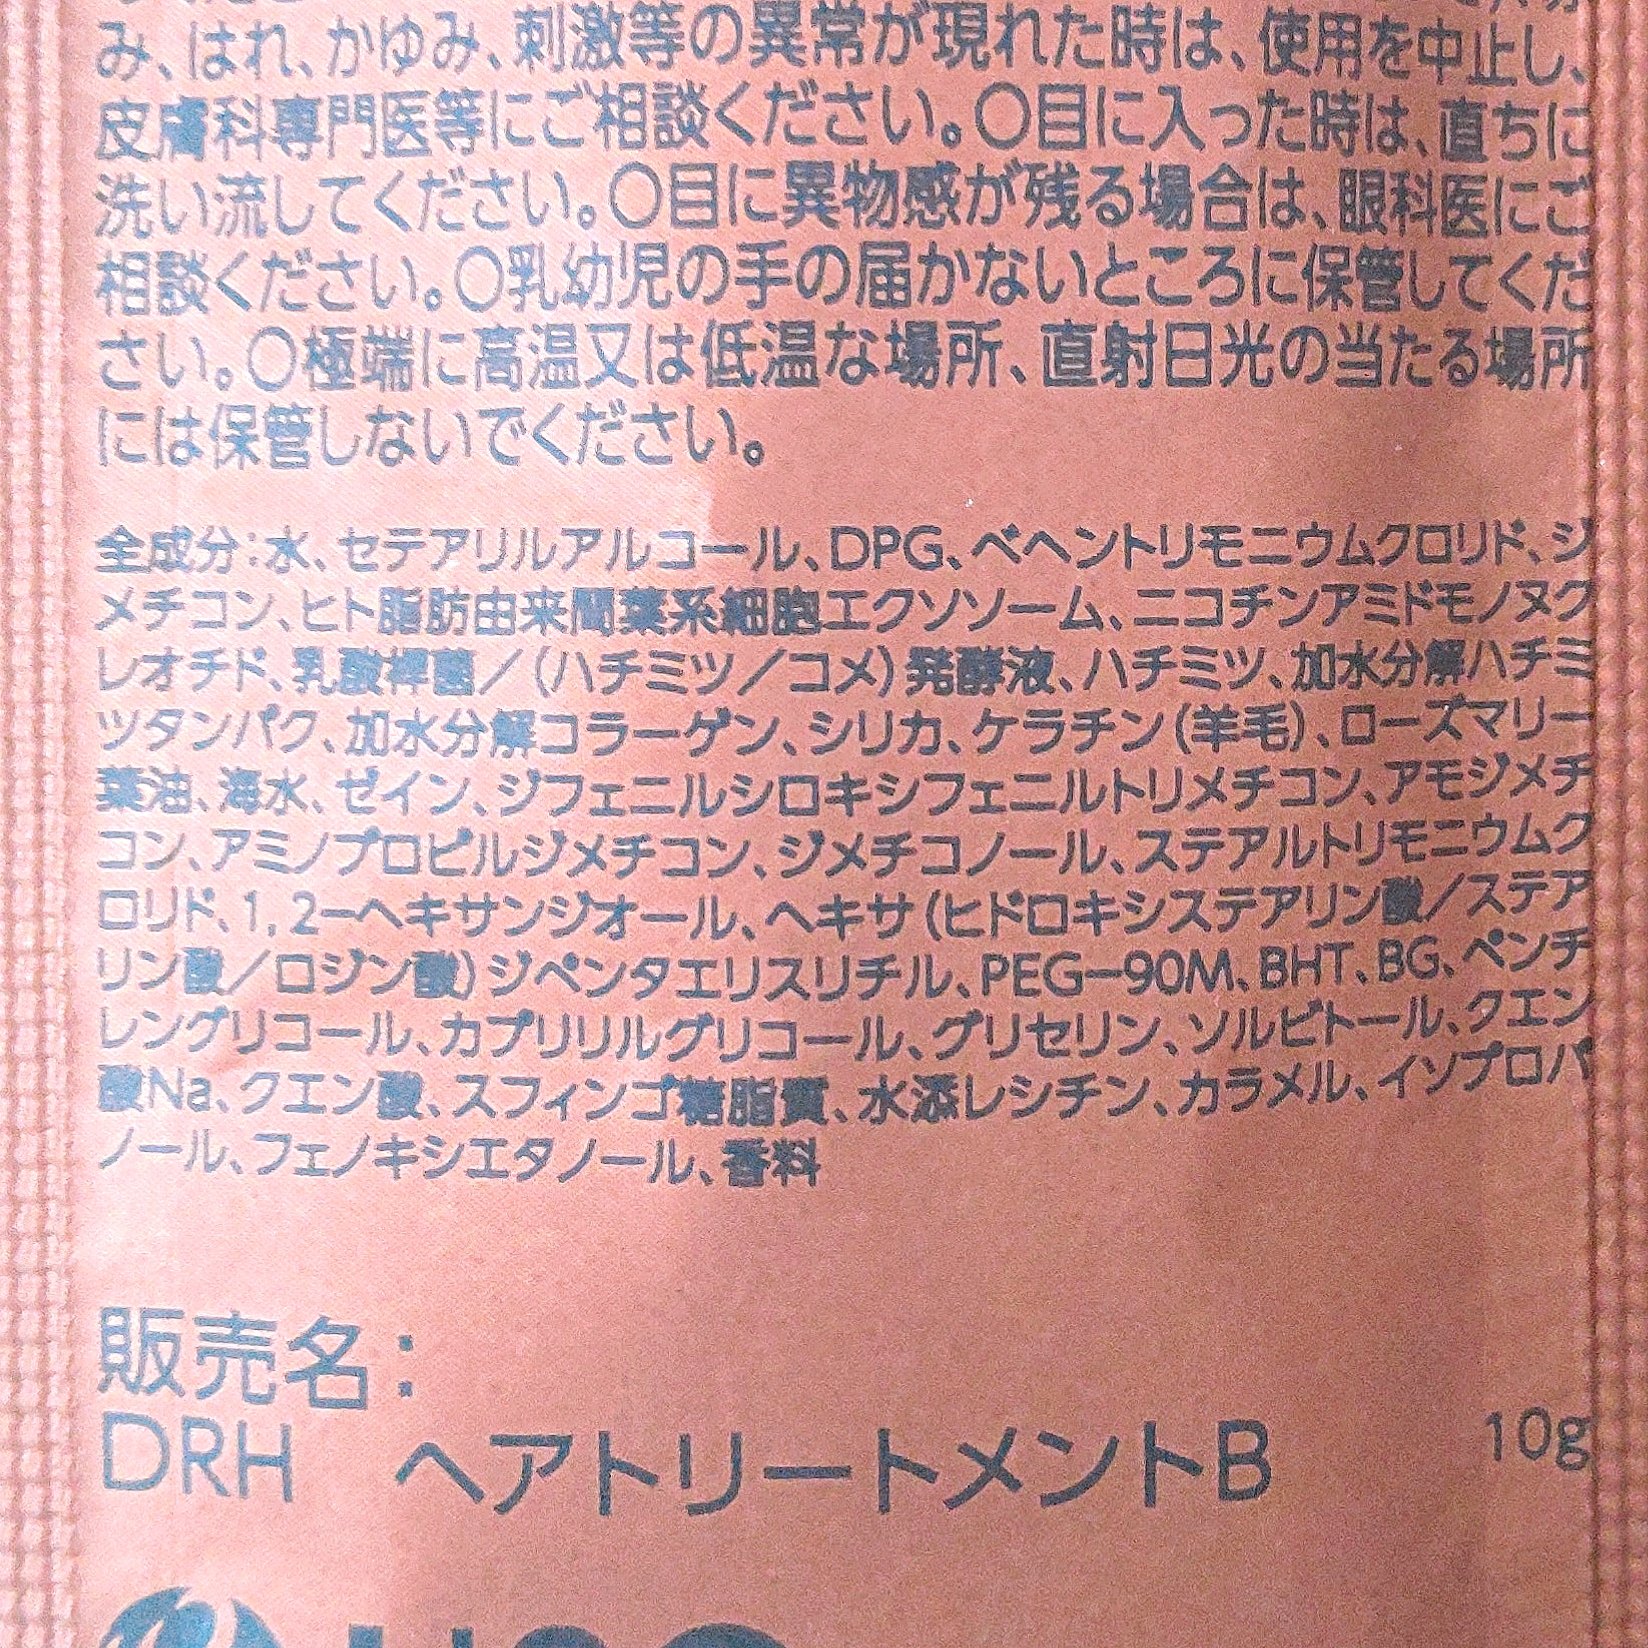 み、はれ、かゆみ、刺激等の異常が現れた時は、使用を中止し、
皮膚科専門医等にご相談ください。〇目に入った時は、直ちに
洗い流してください。〇目に異物感が残る場合は、眼科医にご
相談ください。〇乳幼児の手の届かないところに保管してくだ
さい。〇極端に高温又は低温な場所、直射日光の当たる場所
には保管しないでください。
全成分：水、セテアリルアルコール、DPG、ベヘントリモニウムクロリド、ジ
メチコン、ヒト脂肪由来間葉系細胞エクソソーム、ニコチンアミドモノヌク
レオチド、乳酸桿菌／（ハチミツ／コメ）発酵液、ハチミツ、加水分解ハチミ
ツタンパク、加水分解コラーゲン、シリカ、ケラチン（羊毛）、ローズマリー
葉油、海水、ゼイン、ジフェニルシロキシフェニルトリメチコン、アモジメチ
コン、アミノプロピルジメチコン、ジメチコノール、ステアルトリモニウムク
ロリド、1，2－ヘキサンジオール、ヘキサ（ヒドロキシステアリン酸／ステア
リン酸／ロジン酸）ジペンタエリスリチル、PEG－90M、BHT、BG、ペンチ
レングリコール、カプリリルグリコール、グリセリン、ソルビトール、クエン
酸Na、クエン酸、スフィンゴ糖脂質、水添レシチン、カラメル、イソプロパ
ノール、フェノキシエタノール、香料
販売名：
DRH　ヘアトリートメントB 10g